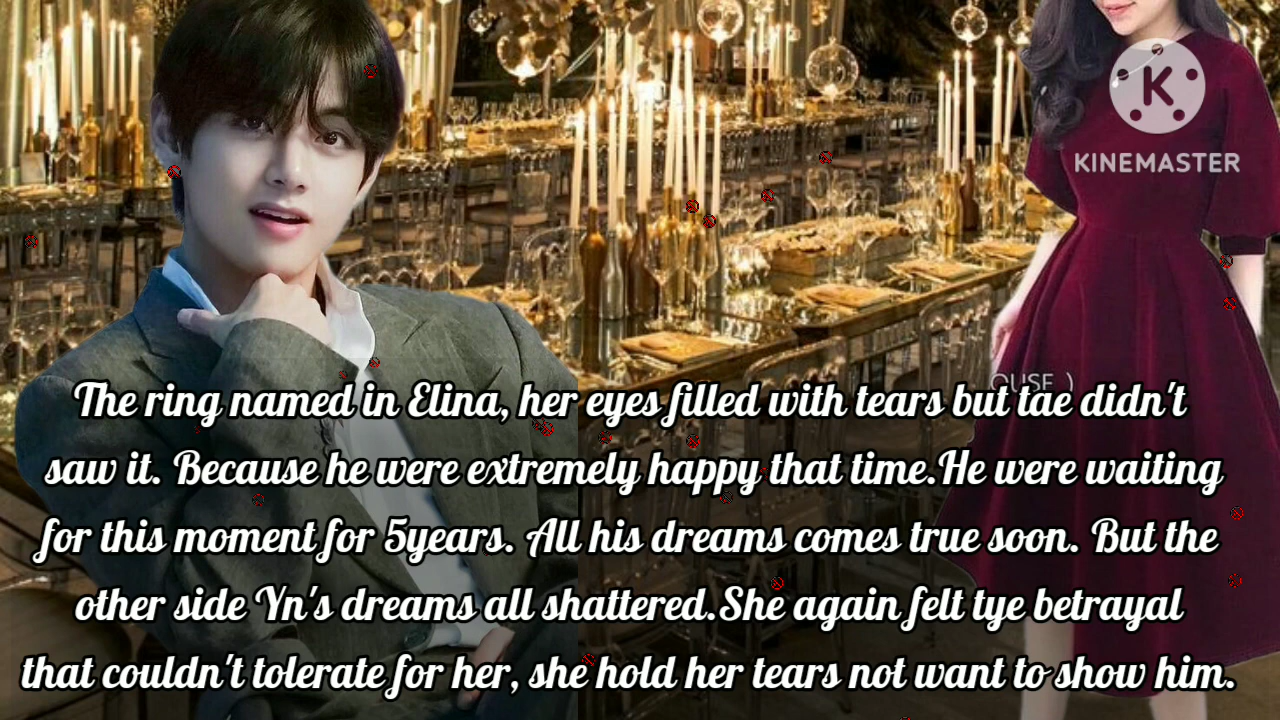 K
KINEMASTER
OUSE )
The ring named in Elina, her eyes filled with tears but tae didn't
saw it. Because he were extremely happy that time.He were waiting
for this moment for 5years. All his dreams comes true soon. But the
other side Yn's dreams all shattered.She again felt tye betrayal
that couldn't tolerate for her, she hold her tears not want to show him.